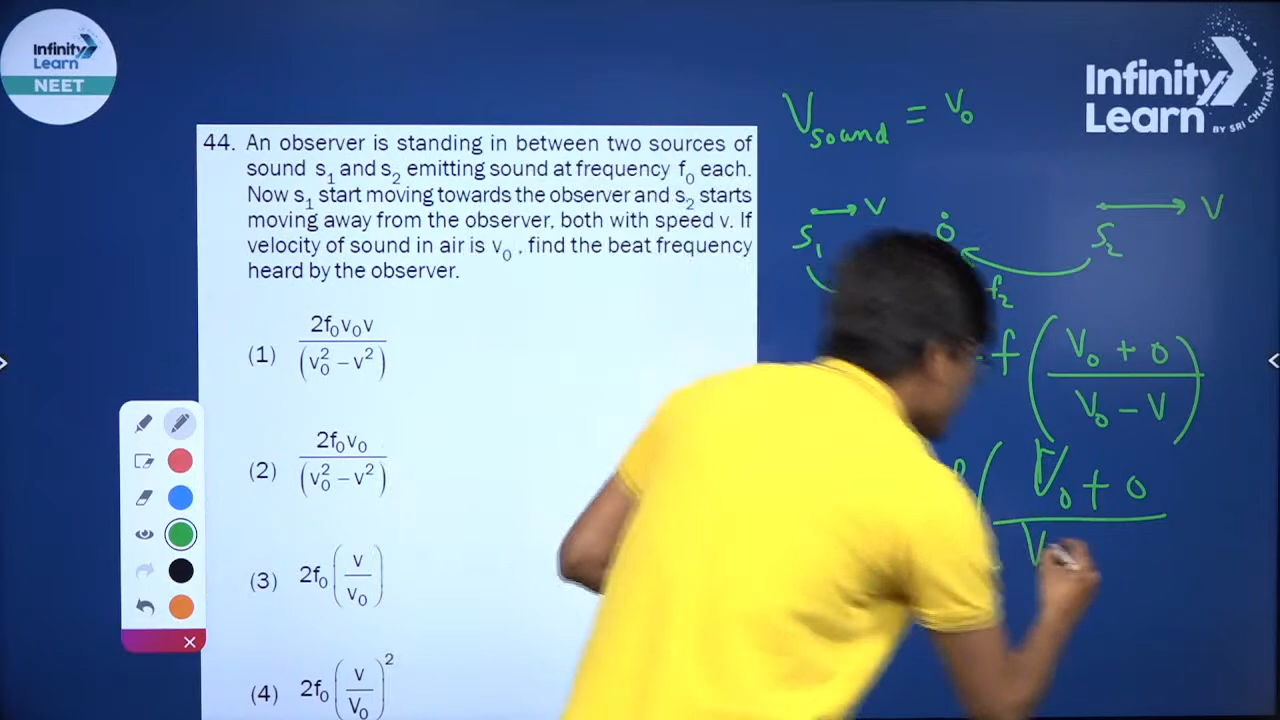 Infinity
Learn
NEET
Infinity
Learn
BY SRI CHAITANYA
44. An observer is standing in between two sources of
sound s₁ and s₂ emitting sound at frequency f₀ each.
Now s₁ start moving towards the observer and s₂ starts
moving away from the observer, both with speed v. If
velocity of sound in air is v₀, find the beat frequency
heard by the observer.
(1) 2f₀v₀v / (v₀² – v²)
(2) 2f₀v₀ / (v₀² – v²)
(3) 2f₀ (v / v₀)
(4) 2f₀ (v / V₀)²
V sound = V₀
S₁ → V
O
S₂ → V
f₂
f (V₀ + 0 / V₀ – V)
( V₀ + 0
V